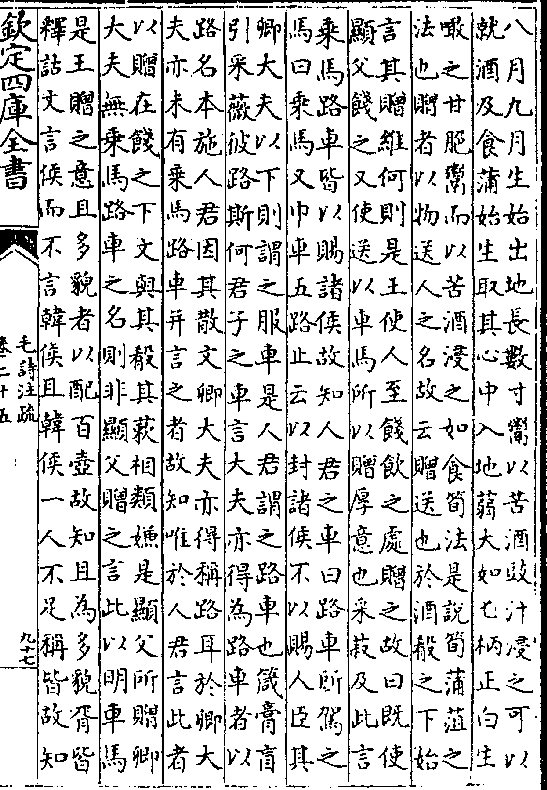 八月九月生始出地長數寸鬻以苦酒豉汁浸之可以
就酒及食蒲始生取其心中入地蒻大如匕柄正白生
噉之甘脆鬻而以苦酒浸之如食筍法是說筍蒲菹之
法也贈者以物送人之名故云贈送也於酒殽之下始
言其贈維何則是王使人至餞飲之處贈之故曰既使
顯父餞之又使送以車馬所以贈厚意也采菽及此言
乘馬路車皆以賜諸侯故知人君之車曰路車所駕之
馬曰乘馬又巾車五路止云以封諸侯不以賜人臣其
卿大夫以下則謂之服車是人君謂之路車也箴膏肓
引采薇彼路斯何君子之車言大夫亦得為路車者以
路名本施人君因其散文卿大夫亦得稱路耳於卿大
夫亦未有乘馬路車并言之者故知唯於人君言此者
以贈在餞之下文與其殽其蔌相類嫌是顯父所贈卿
大夫無乘馬路車之名則非顯父贈之言此以明車馬
是王贈之意且多貌者以配百壺故知且為多貌胥皆
釋詁文言侯而不言韓侯且韓侯一人不足稱皆故知
欽定四庫全書
毛詩注疏
卷二十五
九十七